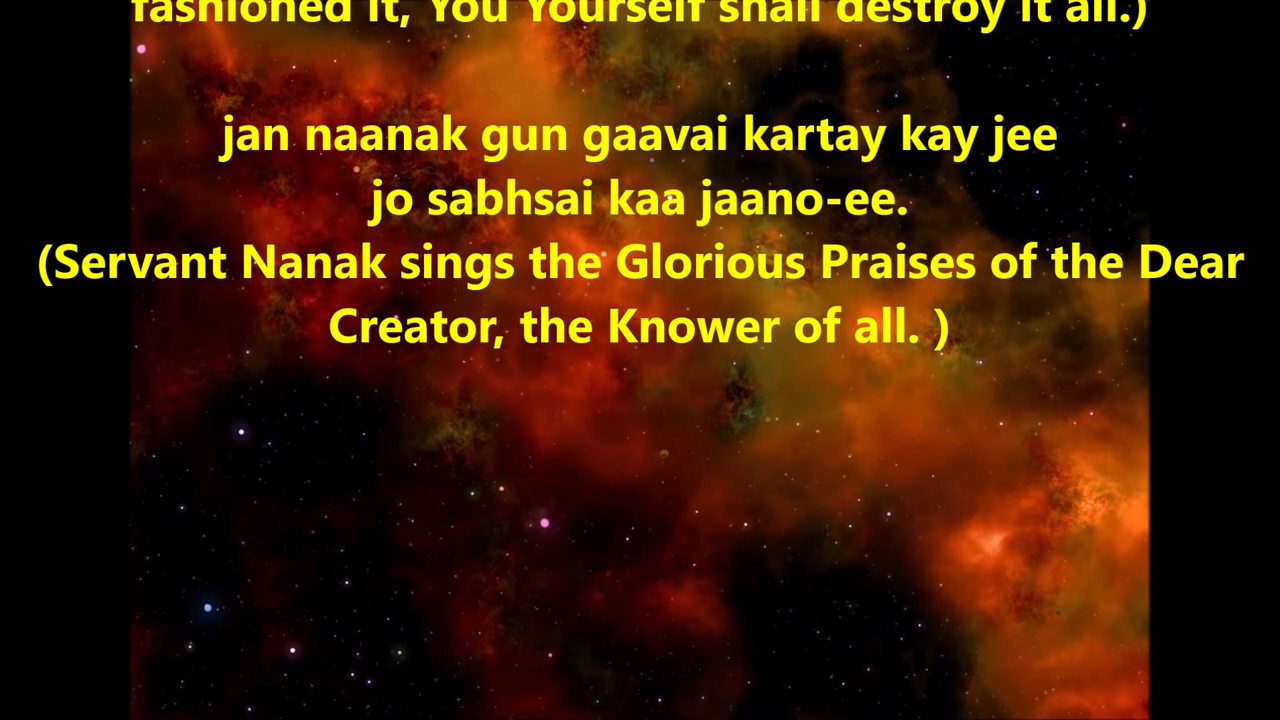 fashioned it, You Yourself shall destroy it all.)
jan naanak gun gaavai kartay kay jee
jo sabhsai kaa jaano-ee.
(Servant Nanak sings the Glorious Praises of the Dear
Creator, the Knower of all. )